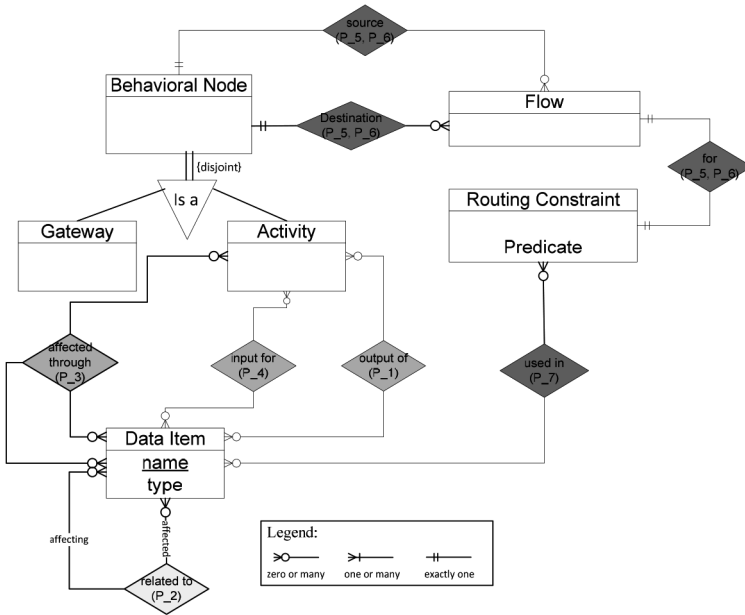 source
(P_5, P_6)
Behavioral Node
Flow
Destination
(P_5, P_6)
{disjoint}
for
(P_5, P_6)
Is a
Routing Constraint
Predicate
Gateway
Activity
affected
through
(P_3)
input for
(P_4)
output of
(P_1)
used in
(P_7)
Data Item
name
type
affecting
affected
related to
(P_2)
Legend:
zero or many
one or many
exactly one